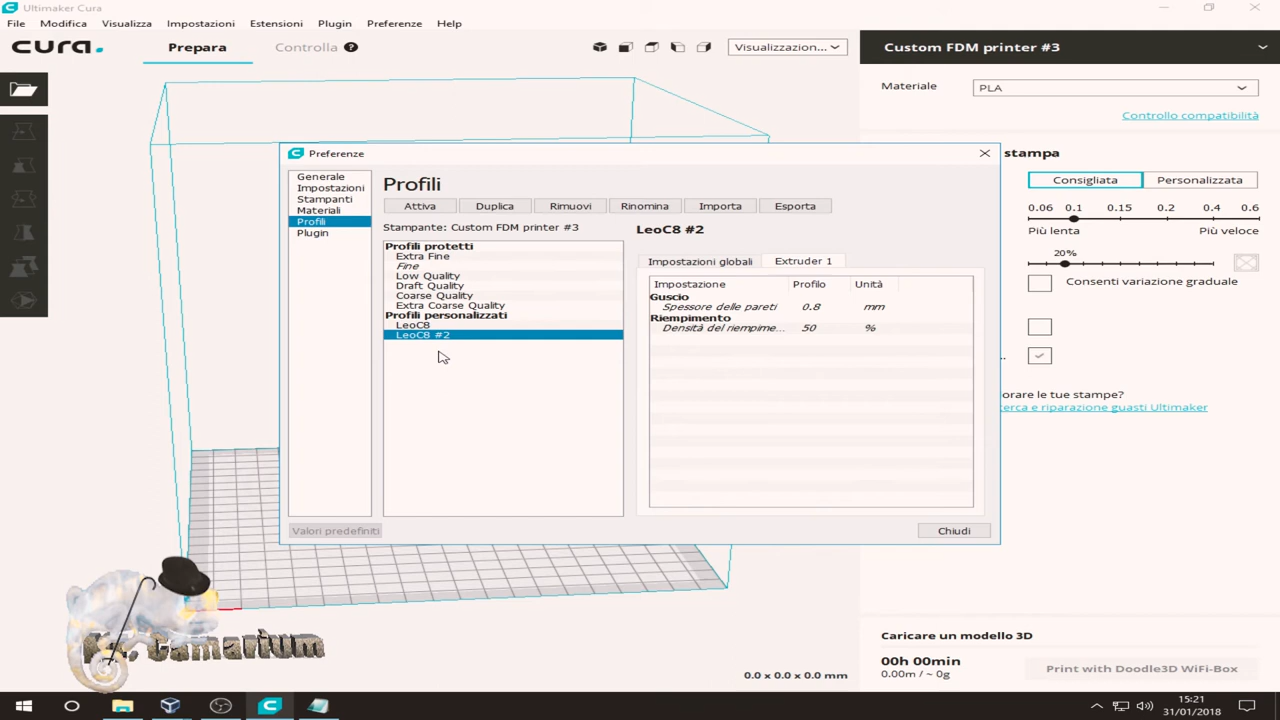 Ultimaker Cura
File Modifica Visualizza Impostazioni Estensioni Plugin Preferenze Help
cura. Prepara Controlla ? Visualizzazion...
Custom FDM printer #3
Materiale PLA
Controllo compatibilità
stampa
Consigliata Personalizzata
0.06 0.1 0.15 0.2 0.4 0.6
Più lenta Più veloce
20%
Consenti variazione graduale
...
orare le tue stampe?
cerca e riparazione guasti Ultimaker
Preferenze
Generale
Impostazioni
Stampanti
Materiali
Profili
Plugin
Profili
Attiva Duplica Rimuovi Rinomina Importa Esporta
Stampante: Custom FDM printer #3
Profili protetti
Extra Fine
Fine
Low Quality
Draft Quality
Coarse Quality
Extra Coarse Quality
Profili personalizzati
LeoC8
LeoC8 #2
LeoC8 #2
Impostazioni globali Extruder 1
Impostazione Profilo Unità
Guscio
Spessore delle pareti 0.8 mm
Riempimento
Densità del riempime... 50 %
Valori predefiniti Chiudi
Camarium
0.0 x 0.0 x 0.0 mm
Caricare un modello 3D
00h 00min
0.00m / ~ 0g
Print with Doodle3D WiFi-Box
15:21
31/01/2018